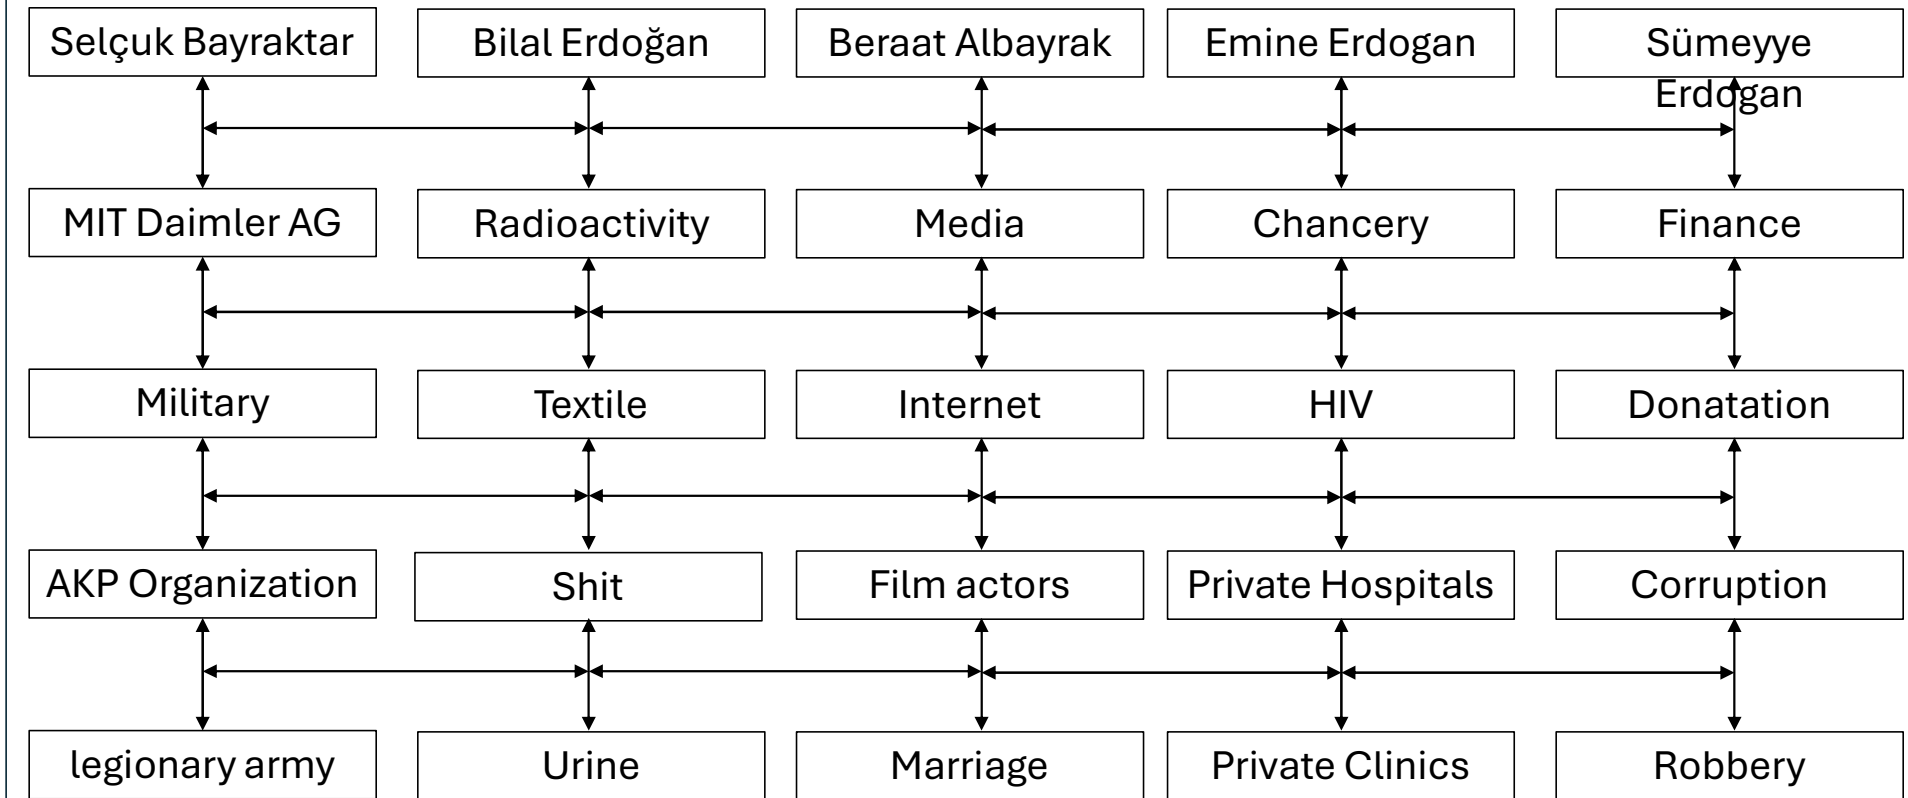 Selçuk Bayraktar
Bilal Erdoğan
Beraat Albayrak
Emine Erdogan
Sümeyye
Erdogan
MIT Daimler AG
Radioactivity
Media
Chancery
Finance
Military
Textile
Internet
HIV
Donatation
AKP Organization
Shit
Film actors
Private Hospitals
Corruption
legionary army
Urine
Marriage
Private Clinics
Robbery